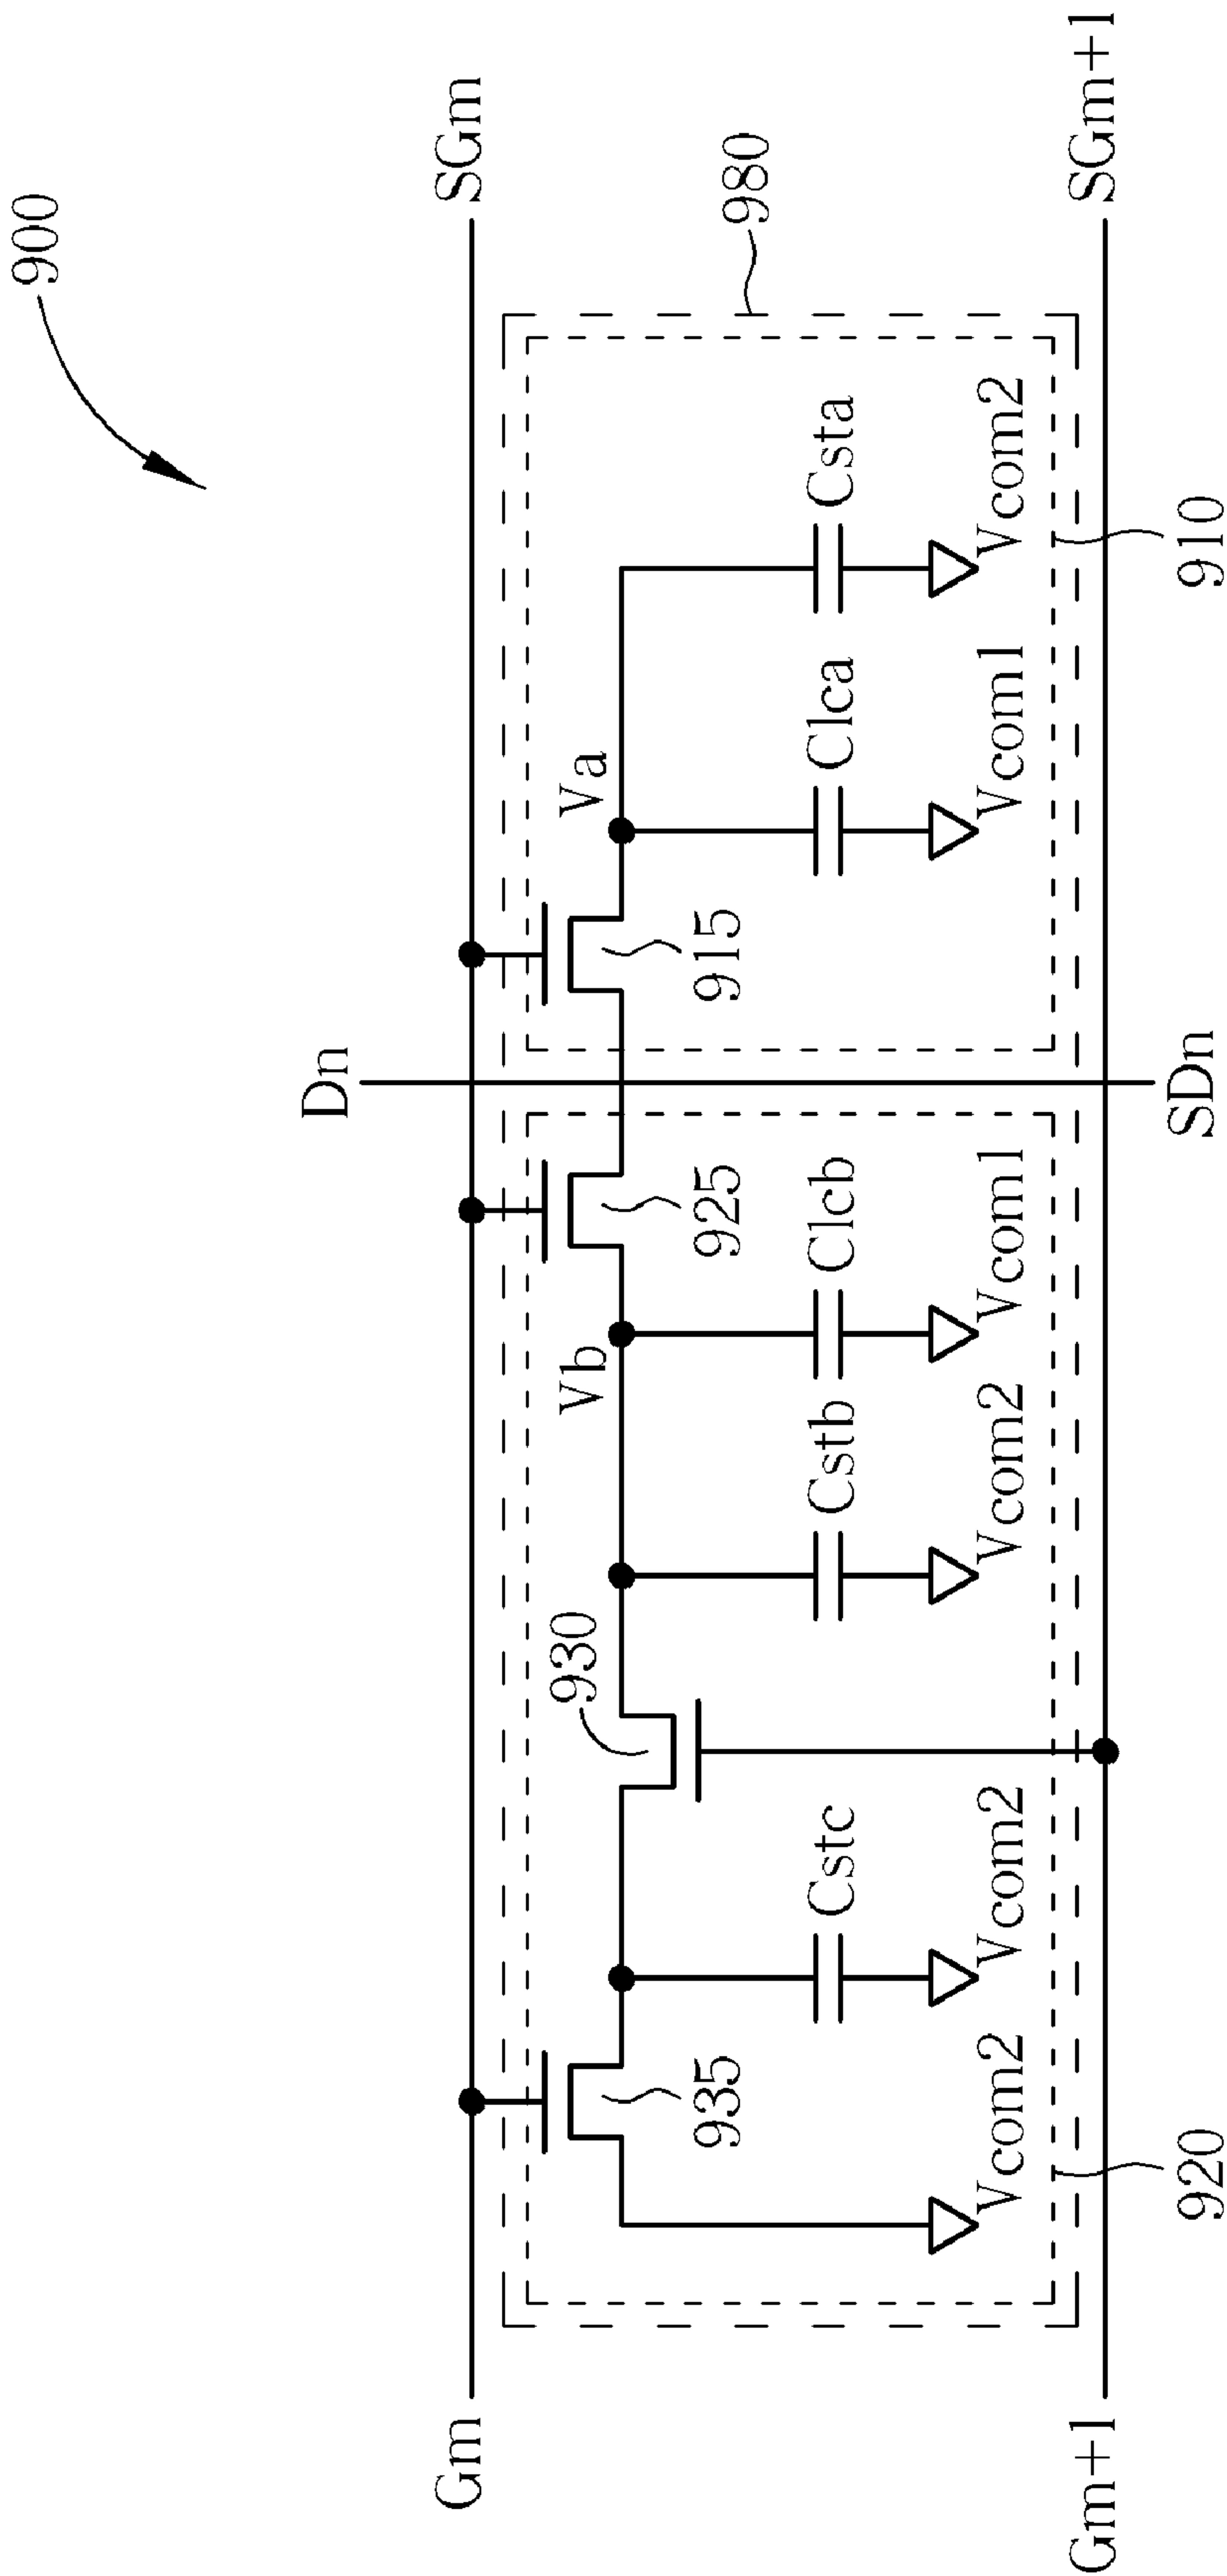 900
Dn
Gm
SGm
980
Vb
Va
930
935
925
915
Cstc
Cstb
Clcb
Clca
Csta
Vcom2
Vcom2
Vcom2
Vcom1
Vcom1
Vcom2
Gm+1
SGm+1
920
SDn
910